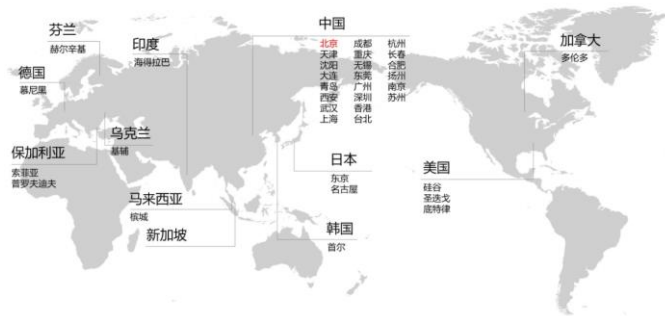 芬兰
赫尔辛基
德国
慕尼黑
乌克兰
基辅
保加利亚
索菲亚
普罗夫迪夫
印度
海得拉巴
马来西亚
槟城
新加坡
中国
北京 成都 杭州
天津 重庆 长春
沈阳 无锡 合肥
大连 东莞 扬州
青岛 广州 南京
西安 深圳 苏州
武汉 香港
上海 台北
日本
东京
名古屋
韩国
首尔
加拿大
多伦多
美国
硅谷
圣迭戈
底特律